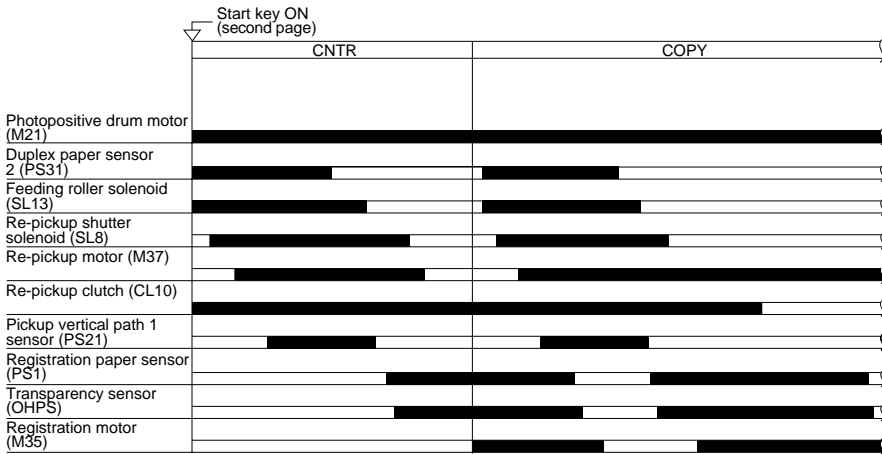 Start key ON
(second page)
CNTR
COPY
Photopositive drum motor
(M21)
Duplex paper sensor
2 (PS31)
Feeding roller solenoid
(SL13)
Re-pickup shutter
solenoid (SL8)
Re-pickup motor (M37)
Re-pickup clutch (CL10)
Pickup vertical path 1
sensor (PS21)
Registration paper sensor
(PS1)
Transparency sensor
(OHPS)
Registration motor
(M35)